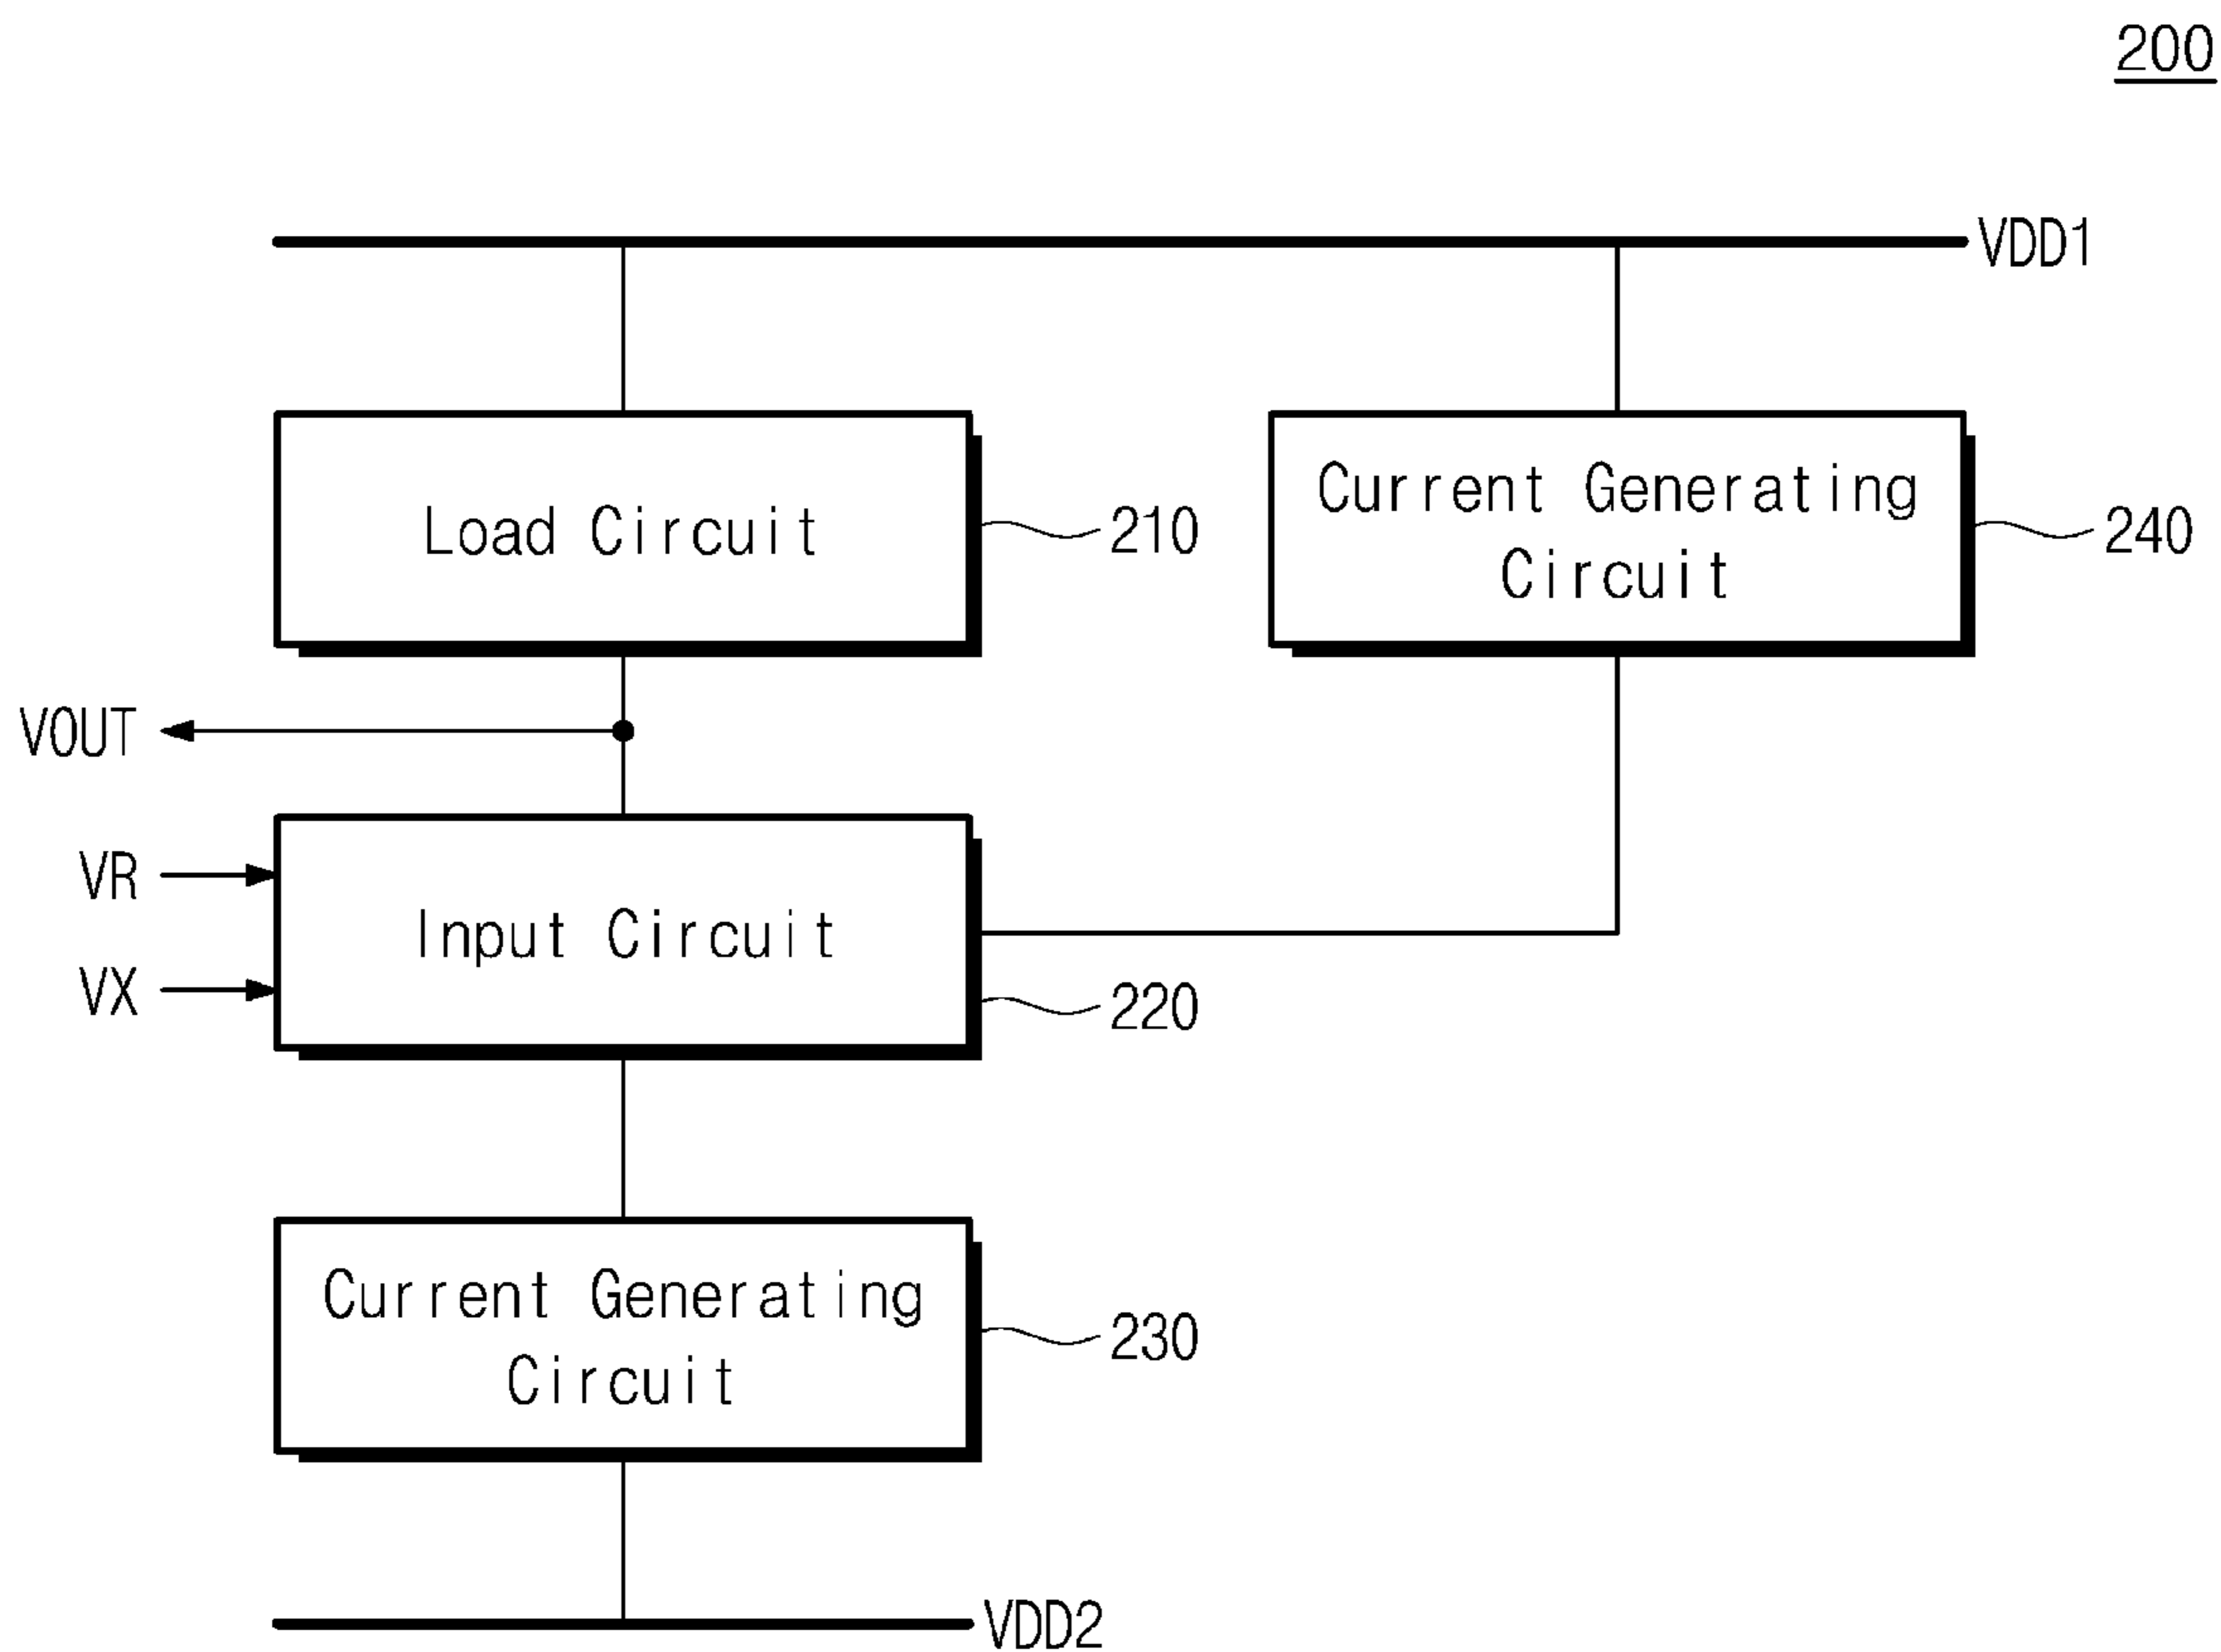 200
VDD1
Load Circuit
210
Current Generating
Circuit
240
VOUT
VR
Input Circuit
VX
220
Current Generating
Circuit
230
VDD2